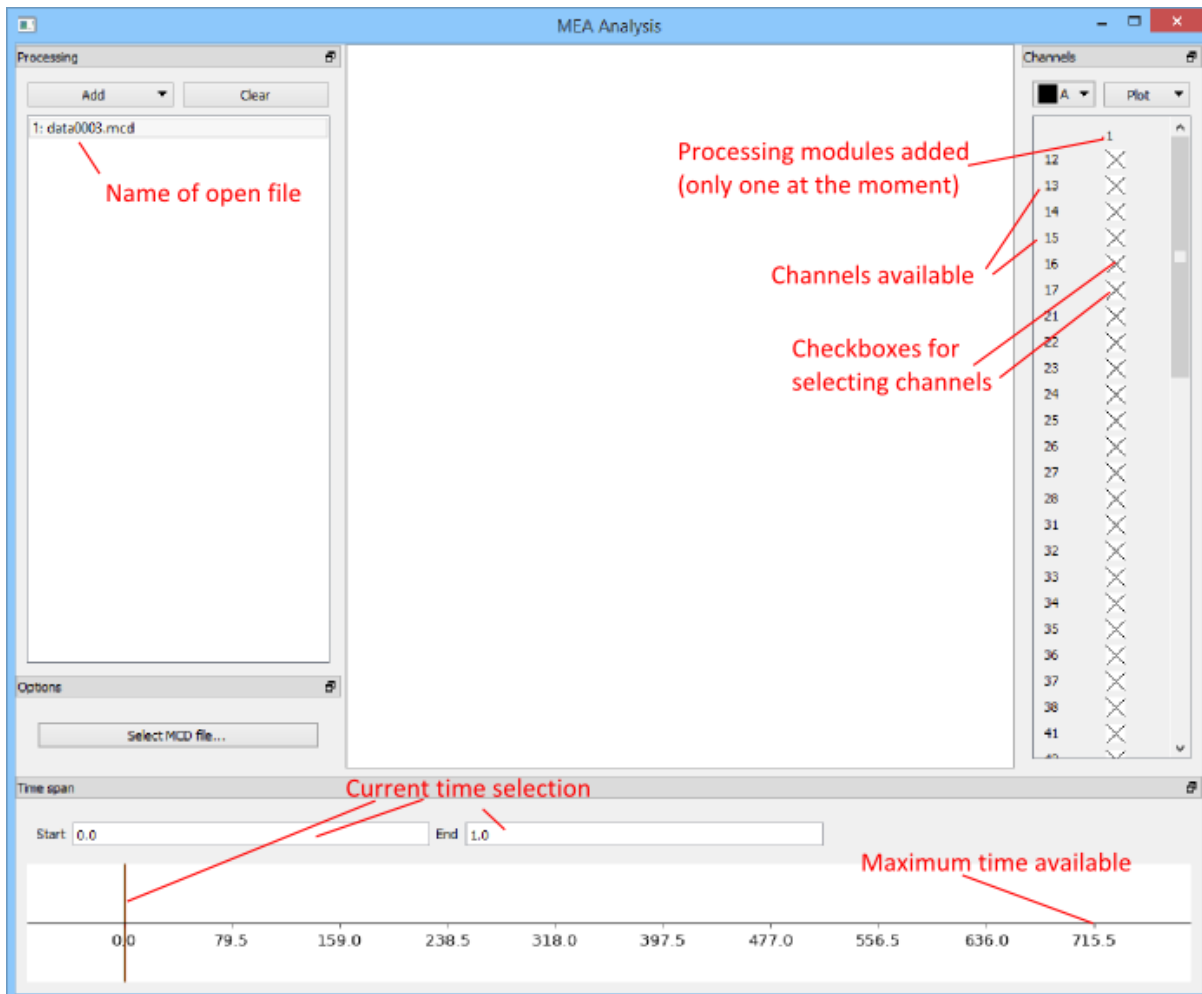 MEA Analysis
Processing
Add
Clear
1: data0003.mcd
Name of open file
Channels
A
Plot
1
Processing modules added
(only one at the moment)
12
13
14
15
16
17
21
22
23
24
25
26
27
28
31
32
33
34
35
36
37
38
41
Channels available
Checkboxes for
selecting channels
Options
Select MCD file...
Time span
Current time selection
Start 0.0
End 1.0
Maximum time available
0.0 79.5 159.0 238.5 318.0 397.5 477.0 556.5 636.0 715.5